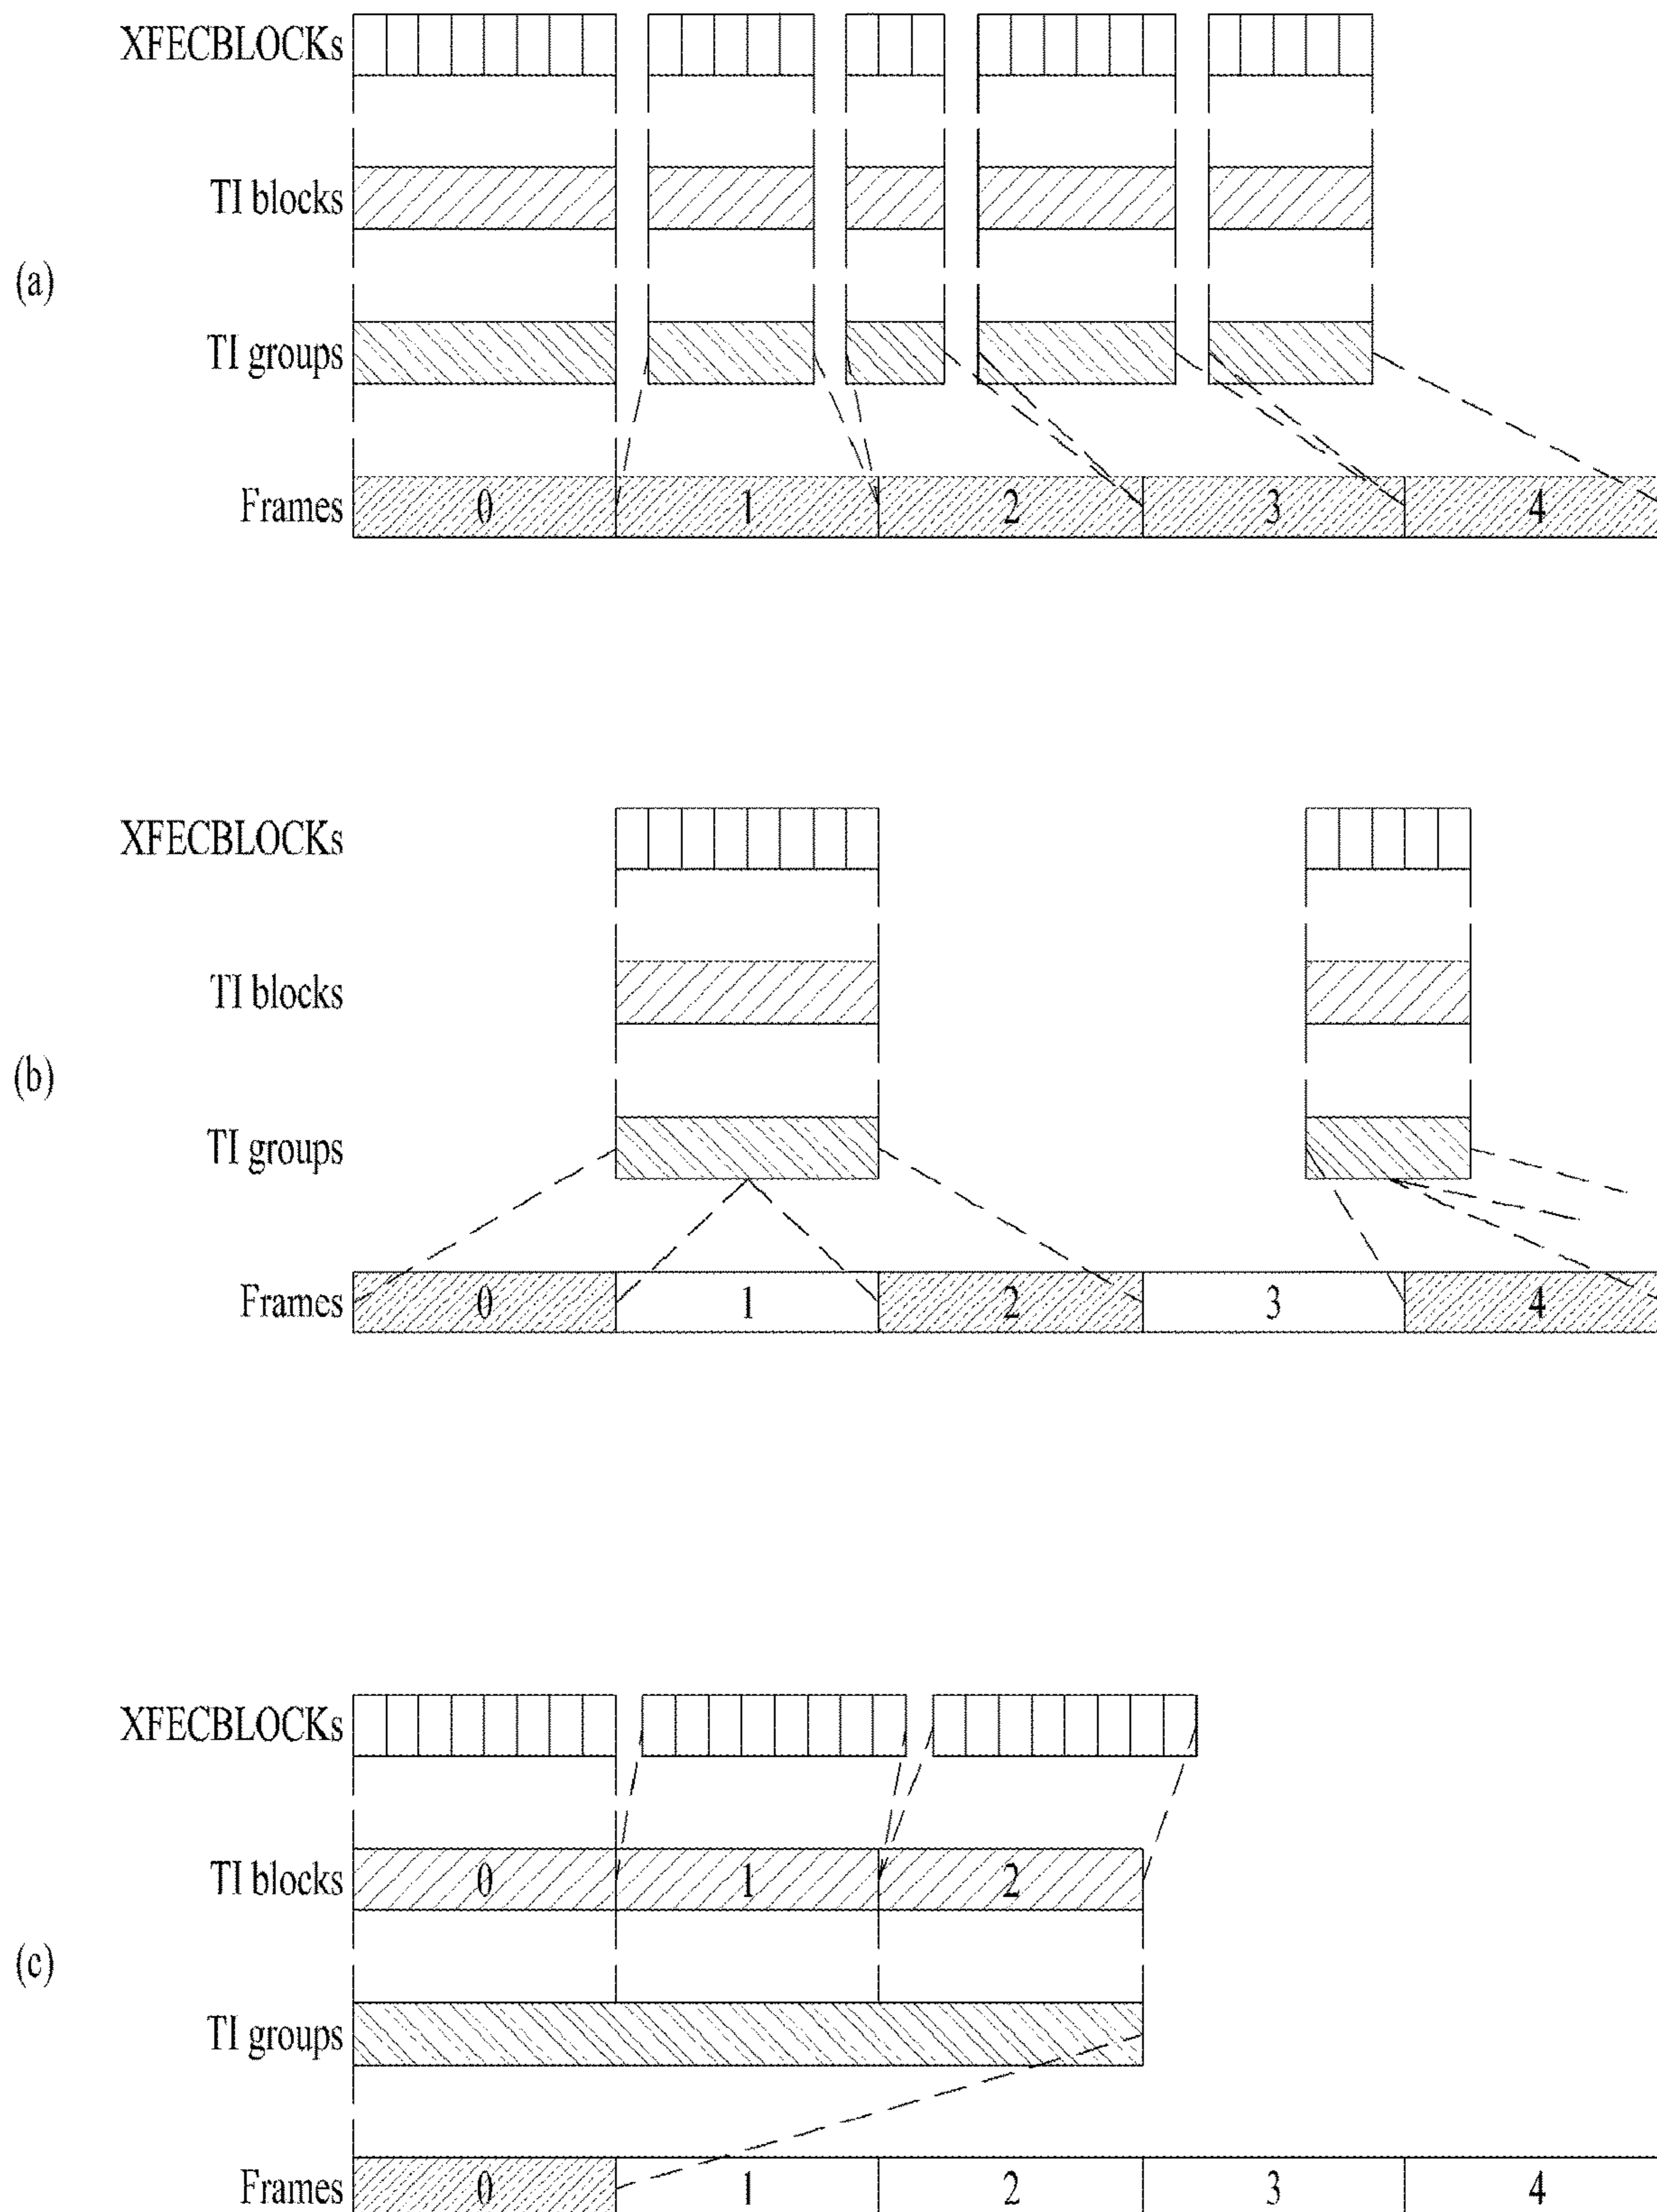 XFECBLOCKs
TI blocks
(a)
TI groups
Frames 0 1 2 3 4
XFECBLOCKs
TI blocks
(b)
TI groups
Frames 0 1 2 3 4
XFECBLOCKs
TI blocks 0 1 2
(c)
TI groups
Frames 0 1 2 3 4